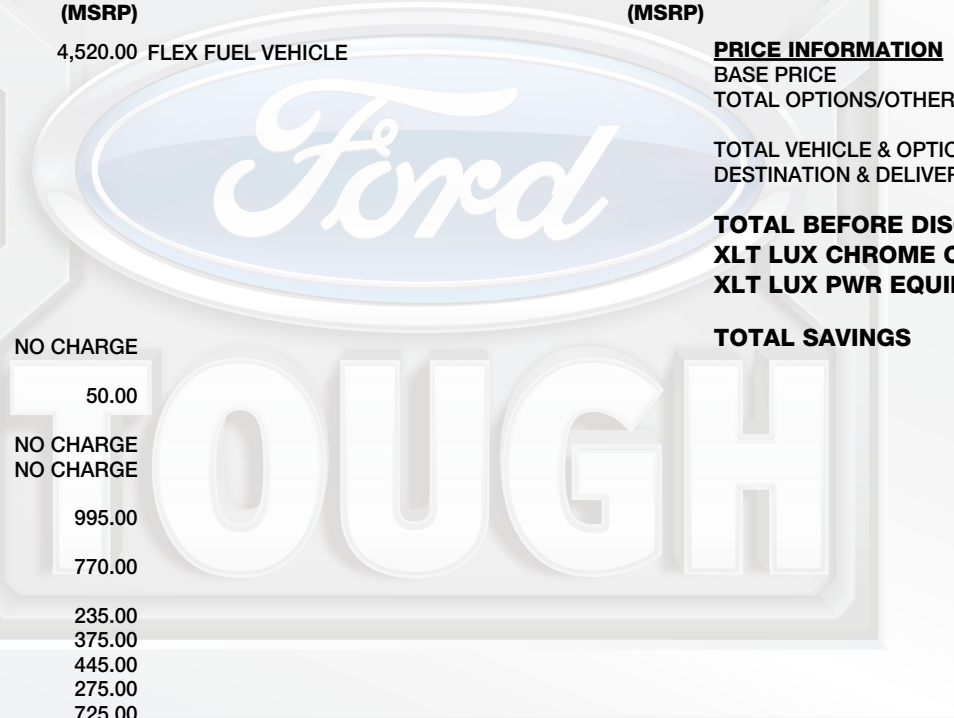 (MSRP)
4,520.00
NO CHARGE
50.00
NO CHARGE
NO CHARGE
995.00
770.00
235.00
375.00
445.00
275.00
725.00
FLEX FUEL VEHICLE
(MSRP)
PRICE INFORMATION
BASE PRICE
TOTAL OPTIONS/OTHER
TOTAL VEHICLE & OPTIO
DESTINATION & DELIVER
TOTAL BEFORE DIS
XLT LUX CHROME
XLT LUX PWR EQUI
TOTAL SAVINGS
Ford
TOUGH